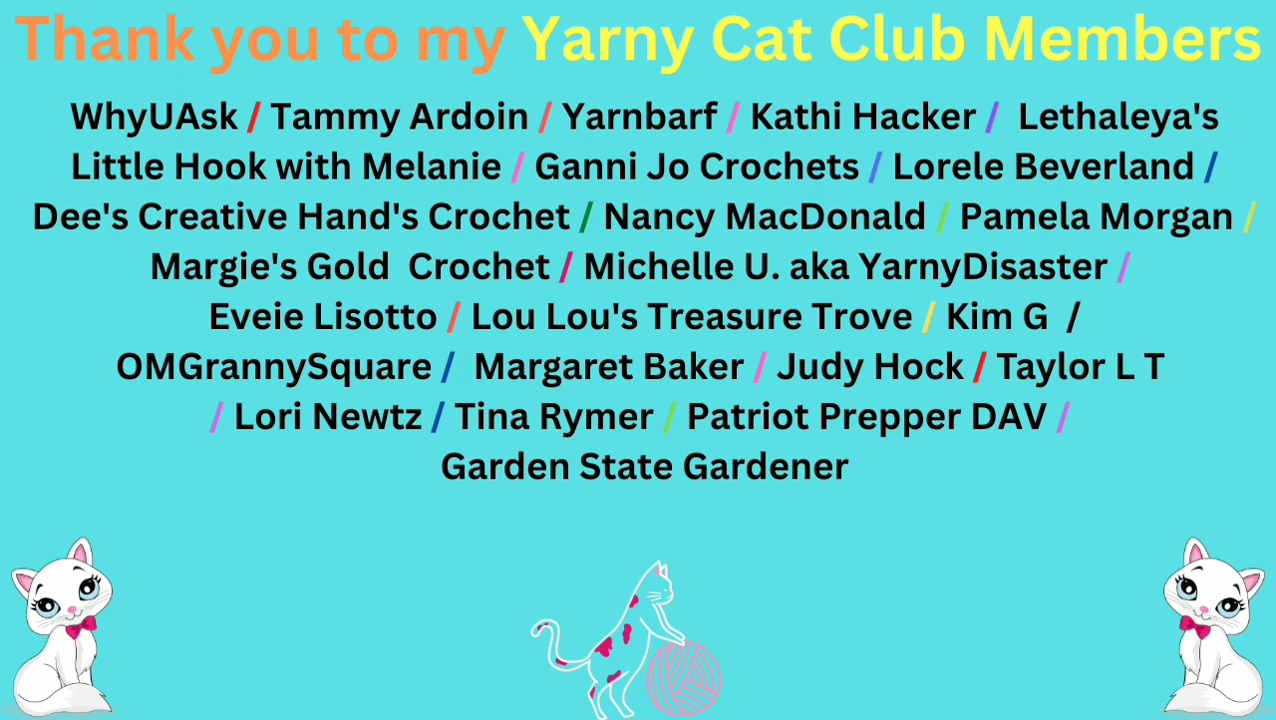 Thank you to my Yarny Cat Club Members
WhyUAsk / Tammy Ardoin / Yarnbarf / Kathi Hacker / Lethaleya's
Little Hook with Melanie / Ganni Jo Crochets / Lorele Beverland /
Dee's Creative Hand's Crochet / Nancy MacDonald / Pamela Morgan /
Margie's Gold Crochet / Michelle U. aka YarnyDisaster /
Eveie Lisotto / Lou Lou's Treasure Trove / Kim G /
OMGrannySquare / Margaret Baker / Judy Hock / Taylor L T
/ Lori Newtz / Tina Rymer / Patriot Prepper DAV /
Garden State Gardener